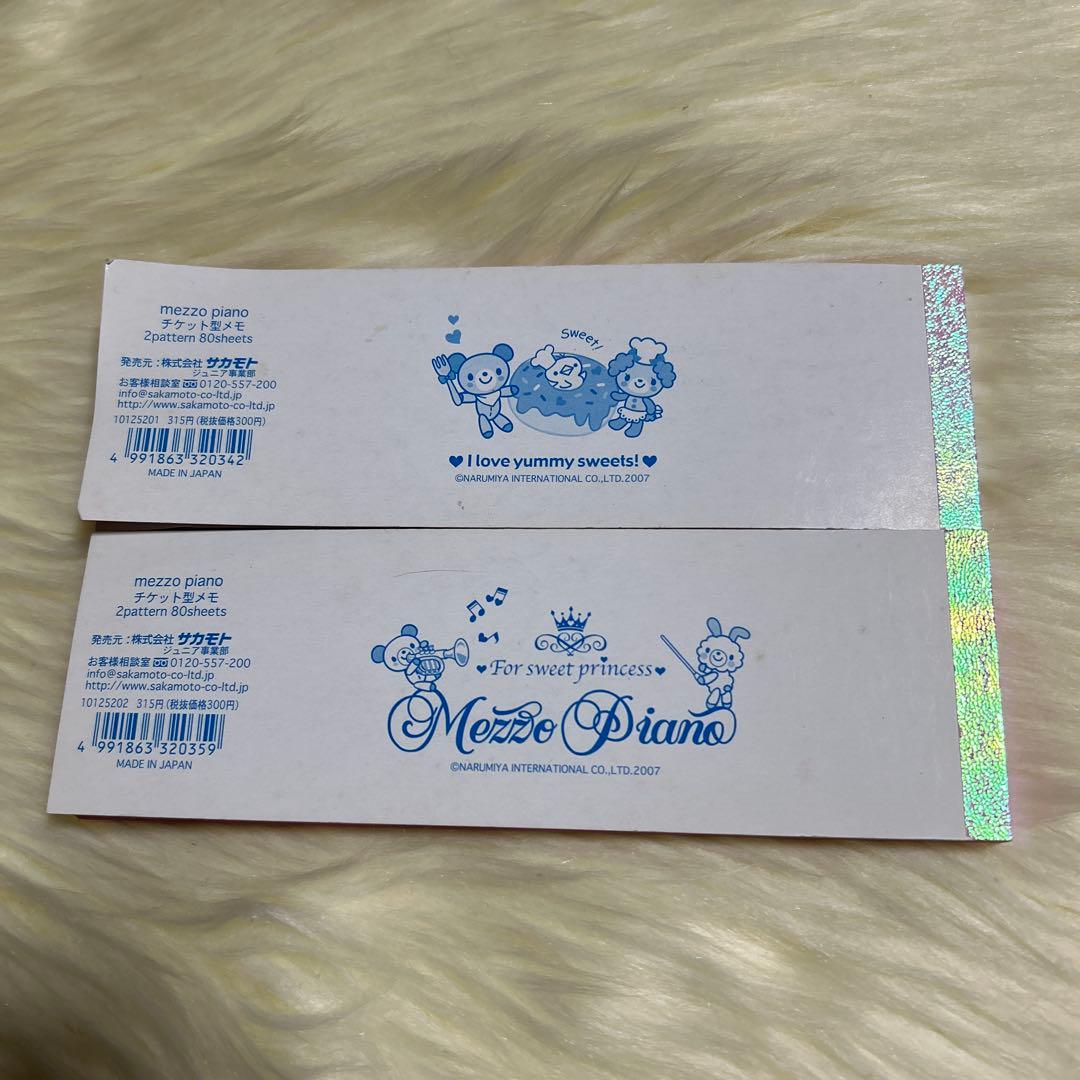 mezzo piano
チケット型メモ
2pattern 80sheets
発売元:株式会社 サカモト
ジュニア事業部
お客様相談室 0120-557-200
info@sakamoto-co-ltd.jp
http://www.sakamoto-co-ltd.jp
10125201 315円(税抜価格300円)
4 991863 320342
MADE IN JAPAN
Sweet!
I love yummy sweets!
©NARUMIYA INTERNATIONAL CO.,LTD.2007
mezzo piano
チケット型メモ
2pattern 80sheets
発売元:株式会社 サカモト
ジュニア事業部
お客様相談室 0120-557-200
info@sakamoto-co-ltd.jp
http://www.sakamoto-co-ltd.jp
10125202 315円(税抜価格300円)
4 991863 320359
MADE IN JAPAN
For sweet princess
Mezzo Piano
©NARUMIYA INTERNATIONAL CO.,LTD.2007